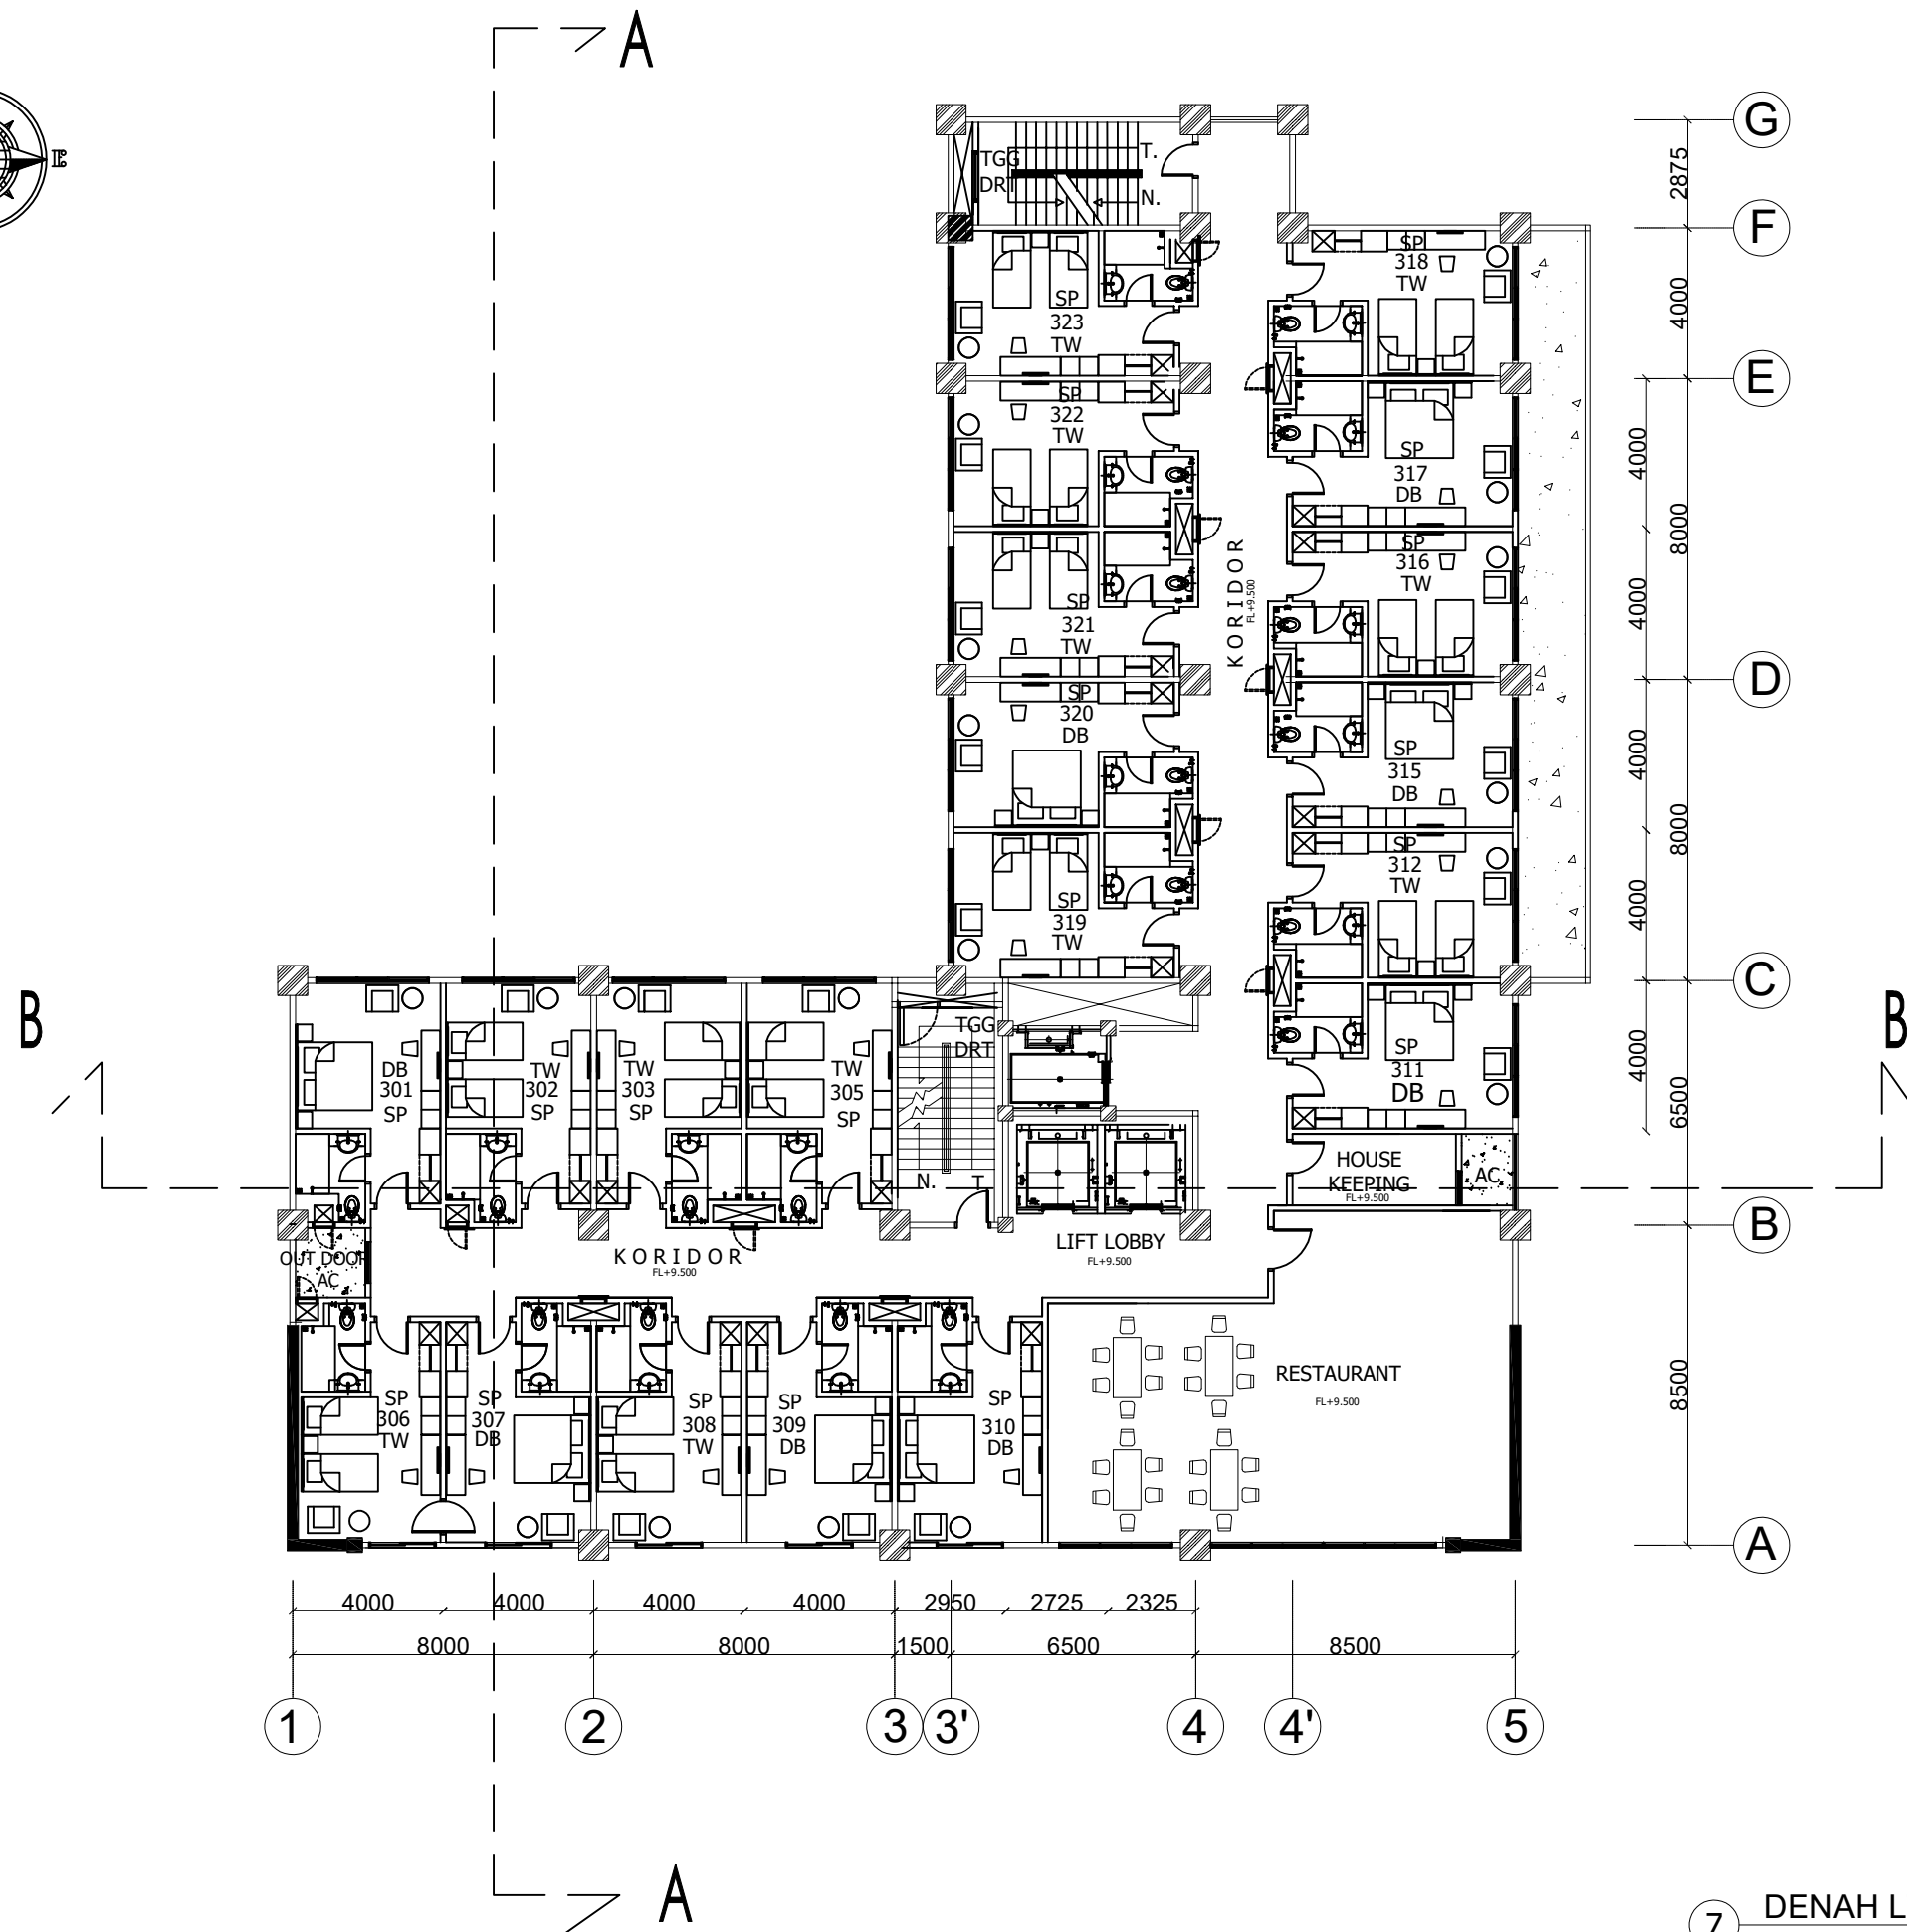 A
G
2875
TGG
DRT
T.
N.
F
SP
318
TW
SP
323
TW
4000
E
SP
322
TW
SP
317
DB
4000
8000
KORIDOR
FL+9.500
SP
316
TW
SP
321
TW
4000
D
SP
320
DB
SP
315
DB
4000
8000
SP
312
TW
SP
319
TW
4000
C
B
B
TGG
DRT
DB
301
SP
TW
302
SP
TW
303
SP
TW
305
SP
SP
311
DB
4000
6500
N.
T.
HOUSE
KEEPING
FL+9.500
AC
B
OUT DOOR
AC
KORIDOR
FL+9.500
LIFT LOBBY
FL+9.500
RESTAURANT
FL+9.500
8500
SP
306
TW
SP
307
DB
SP
308
TW
SP
309
DB
SP
310
DB
A
4000
4000
4000
4000
2950
2725
2325
8000
8000
1500
6500
8500
1
2
3
3'
4
4'
5
A
7
DENAH L